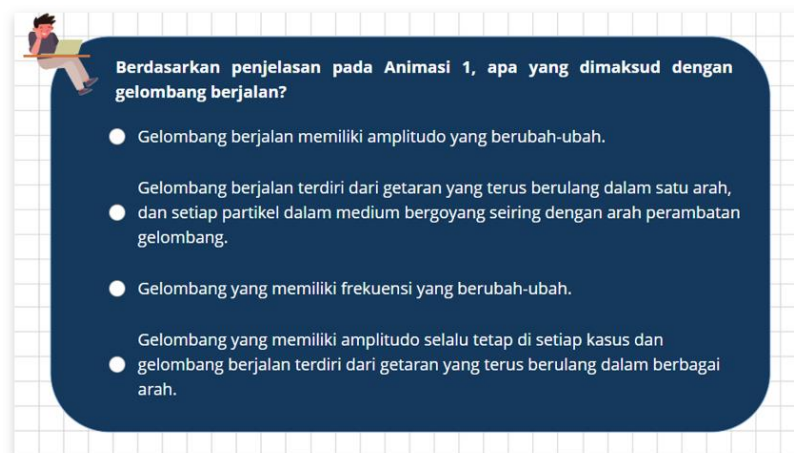 Berdasarkan penjelasan pada Animasi 1, apa yang dimaksud dengan
gelombang berjalan?
Gelombang berjalan memiliki amplitudo yang berubah-ubah.
Gelombang berjalan terdiri dari getaran yang terus berulang dalam satu arah,
dan setiap partikel dalam medium bergoyang seiring dengan arah perambatan
gelombang.
Gelombang yang memiliki frekuensi yang berubah-ubah.
Gelombang yang memiliki amplitudo selalu tetap di setiap kasus dan
gelombang berjalan terdiri dari getaran yang terus berulang dalam berbagai
arah.